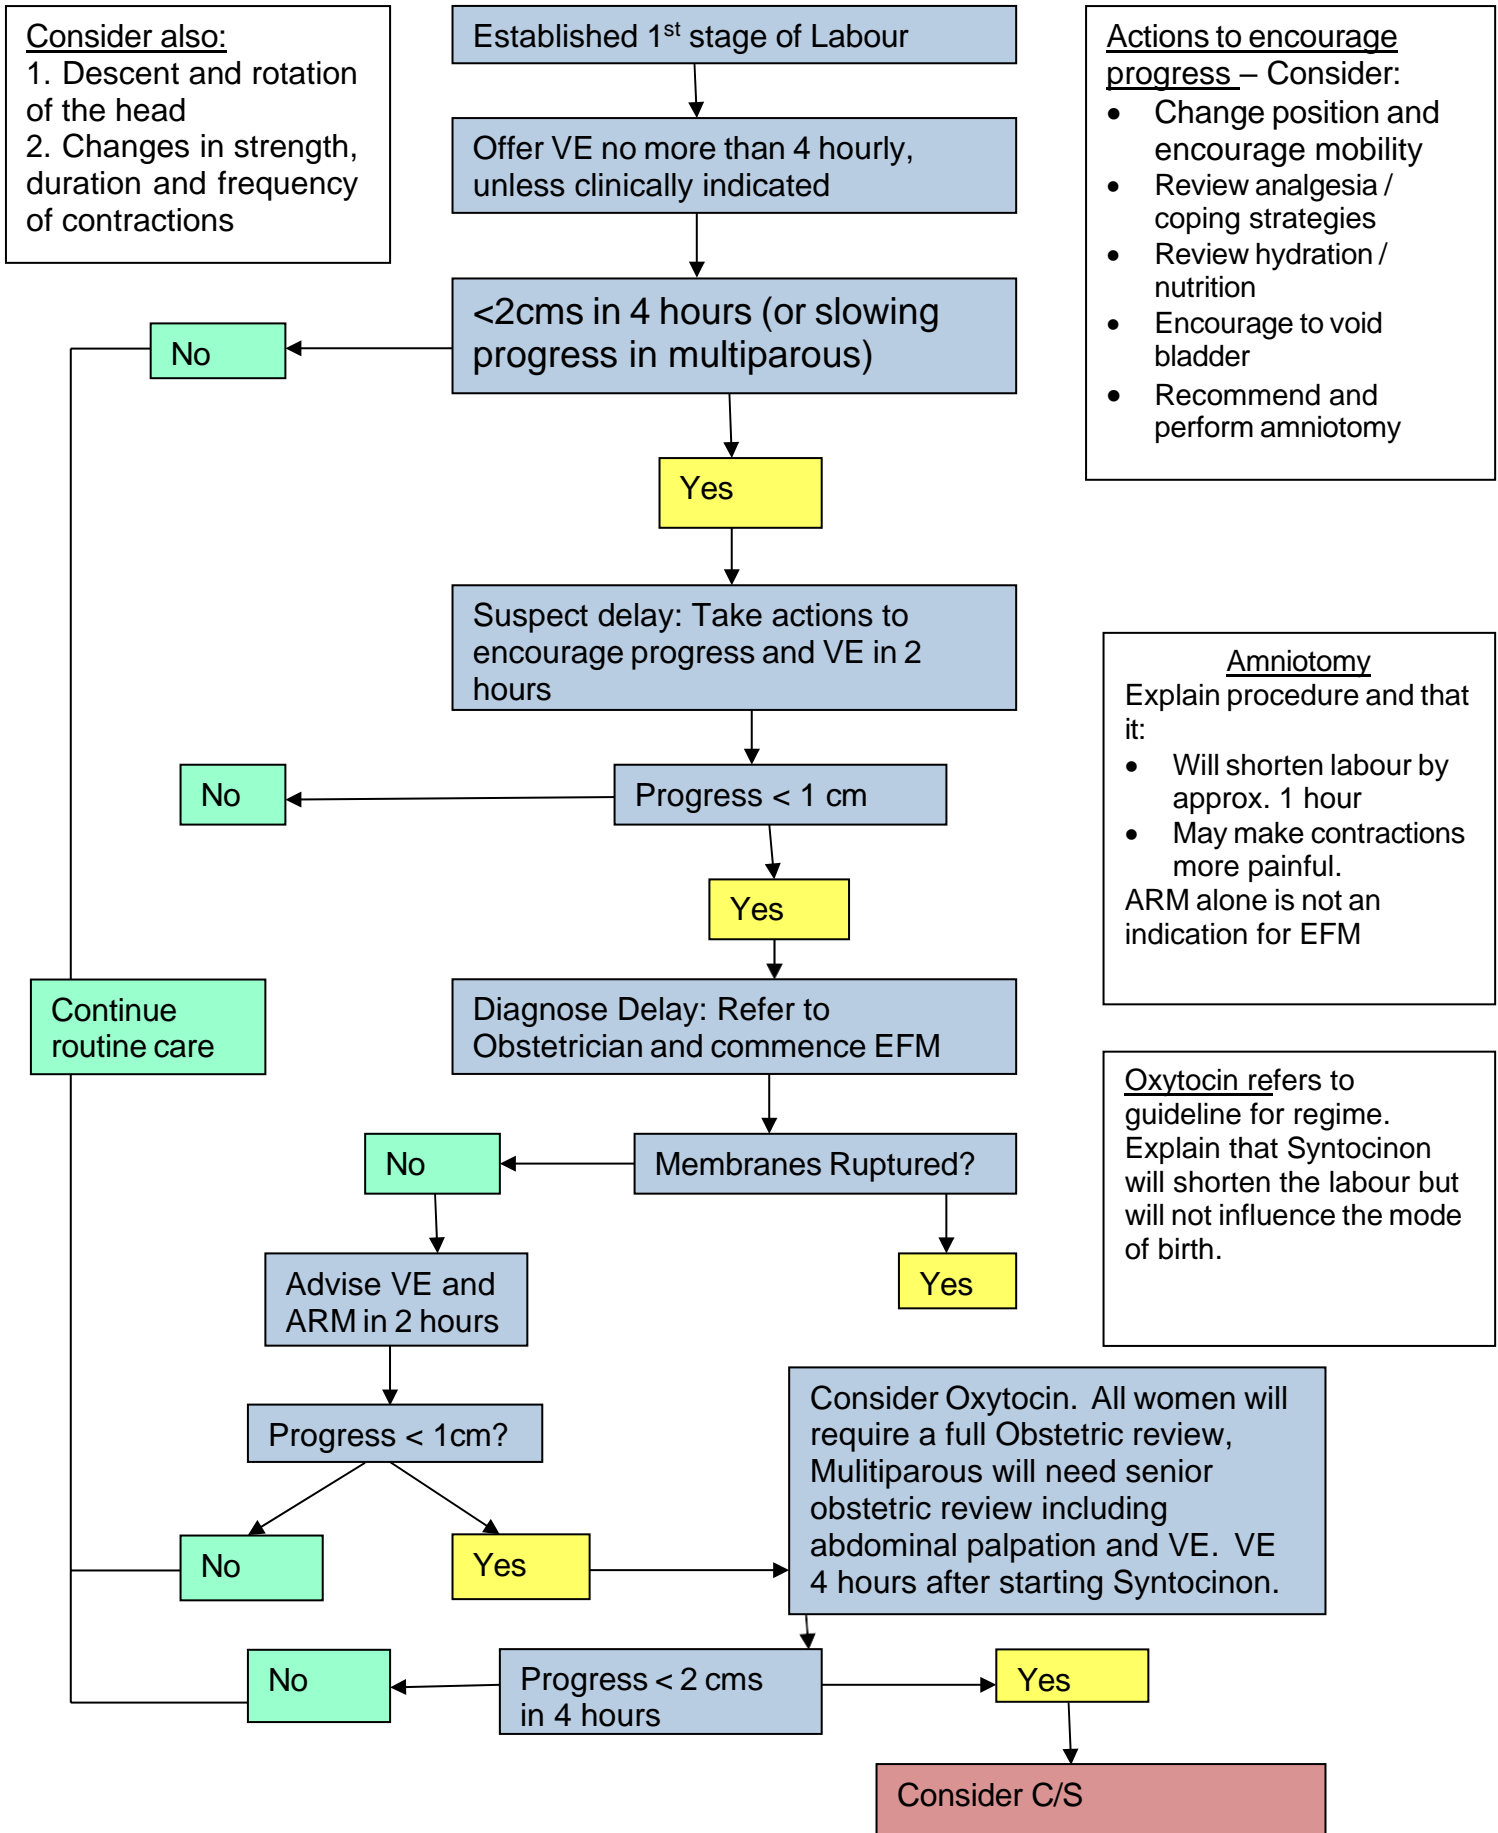 Consider also:
1. Descent and rotation
of the head
2. Changes in strength,
duration and frequency
of contractions
Established 1st stage of Labour
Offer VE no more than 4 hourly,
unless clinically indicated
<2cms in 4 hours (or slowing
progress in multiparous)
No
Yes
Actions to encourage
progress – Consider:
• Change position and
encourage mobility
• Review analgesia /
coping strategies
• Review hydration /
nutrition
• Encourage to void
bladder
• Recommend and
perform amniotomy
Suspect delay: Take actions to
encourage progress and VE in 2
hours
No
Progress < 1 cm
Yes
Amniotomy
Explain procedure and that
it:
• Will shorten labour by
approx. 1 hour
• May make contractions
more painful.
ARM alone is not an
indication for EFM
Continue
routine care
Diagnose Delay: Refer to
Obstetrician and commence EFM
No
Membranes Ruptured?
Yes
Oxytocin refers to
guideline for regime.
Explain that Syntocinon
will shorten the labour but
will not influence the mode
of birth.
Advise VE and
ARM in 2 hours
Progress < 1cm?
No
Yes
Consider Oxytocin. All women will
require a full Obstetric review,
Mulitiparous will need senior
obstetric review including
abdominal palpation and VE. VE
4 hours after starting Syntocinon.
No
Progress < 2 cms
in 4 hours
Yes
Consider C/S